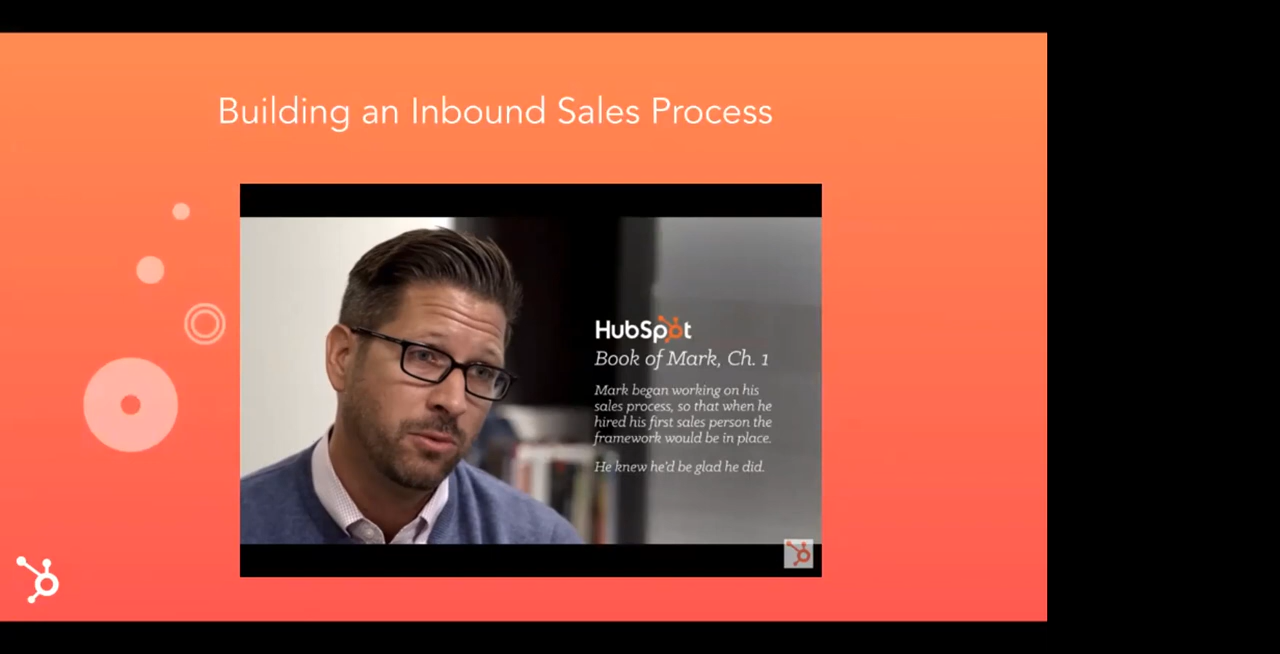 Building an Inbound Sales Process
HubSpot
Book of Mark, Ch. 1
Mark began working on his
sales process, so that when he
hired his first sales person the
framework would be in place.
He knew he'd be glad he did.